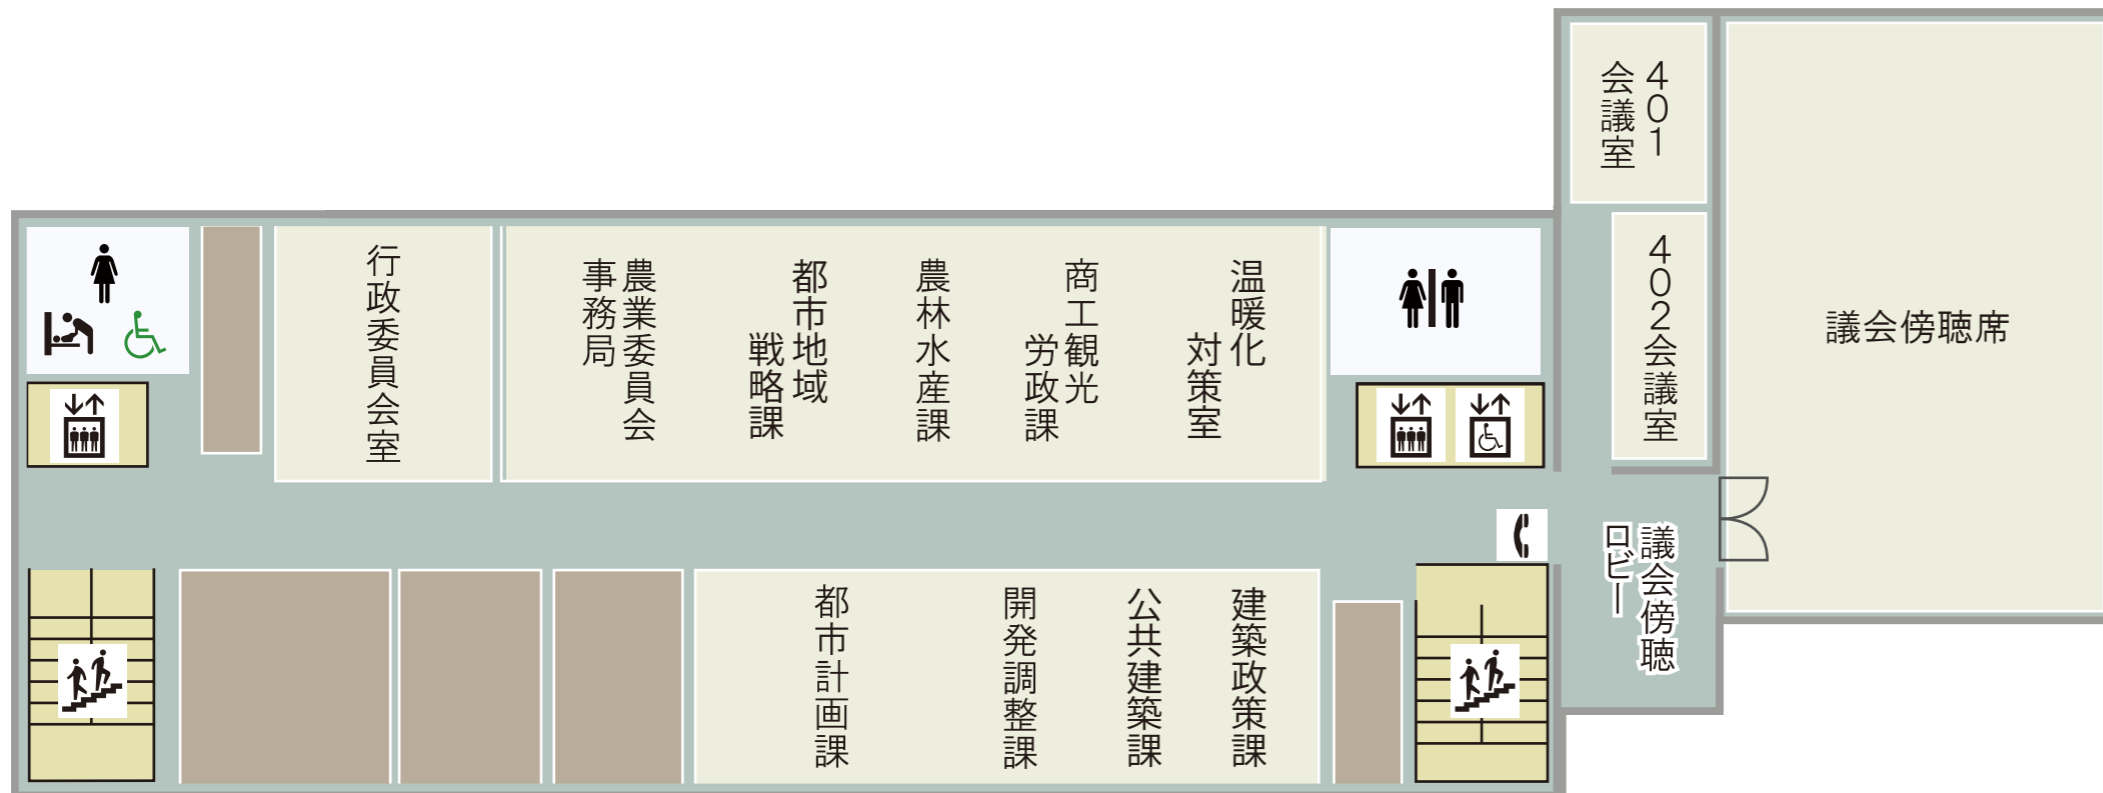 401
会議室
402会議室
議会傍聴席
行政委員会室
農業委員会
事務局
都市地域
戦略課
農林水産課
商工観光
労政課
温暖化
対策室
議会傍聴
ロビー
都市計画課
開発調整課
公共建築課
建築政策課